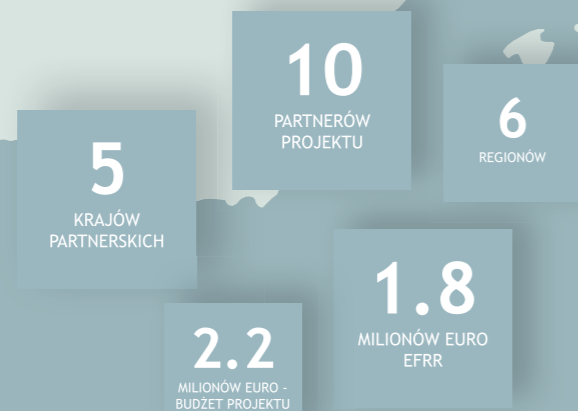 10
PARTNERÓW
PROJEKTU
6
REGIONÓW
5
KRAJÓW
PARTNERSKICH
1.8
MILIONÓW EURO
EFRR
2.2
MILIONÓW EURO -
BUDŻET PROJEKTU